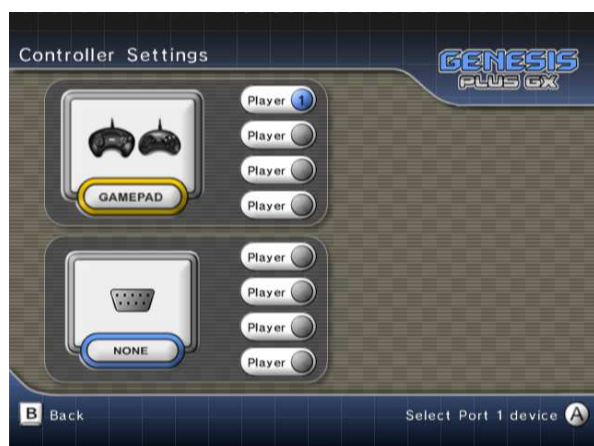 Controller Settings
GENESIS
PLUS GX
Player 1
Player
Player
Player
GAMEPAD
Player
Player
Player
Player
NONE
B Back
Select Port 1 device A